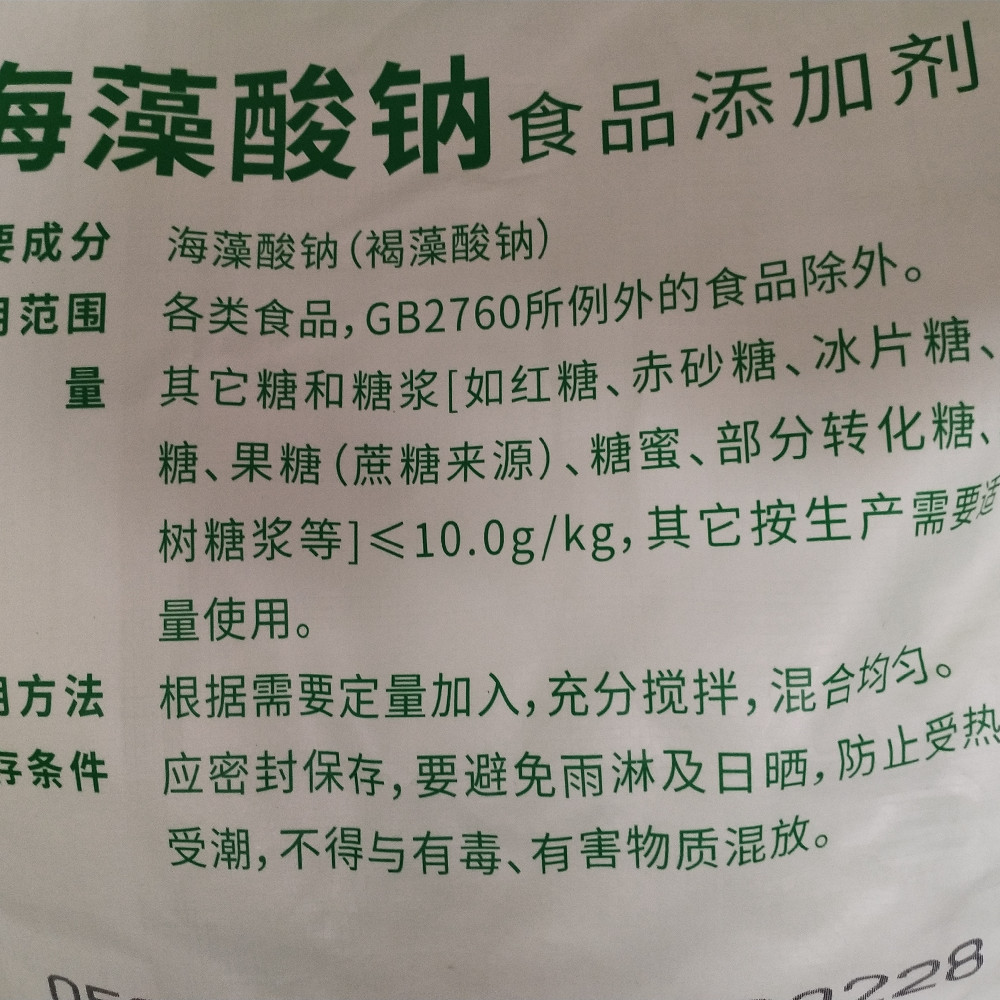 海藻酸钠食品添加剂
要成分 海藻酸钠(褐藻酸钠)
用范围 各类食品,GB2760所例外的食品除外。
量 其它糖和糖浆[如红糖、赤砂糖、冰片糖、
糖、果糖(蔗糖来源)、糖蜜、部分转化糖、
树糖浆等]≤10.0g/kg,其它按生产需要适
量使用。
用方法 根据需要定量加入,充分搅拌,混合均匀。
存条件 应密封保存,要避免雨淋及日晒,防止受热
受潮,不得与有毒、有害物质混放。
0228